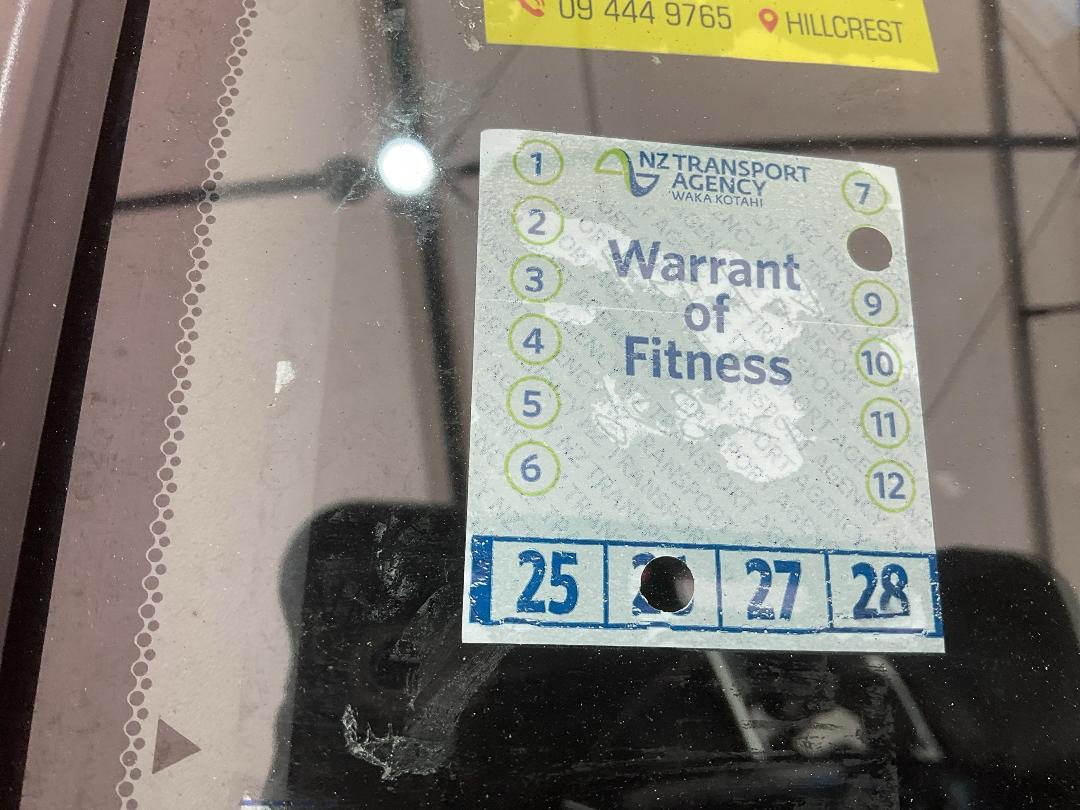 09 444 9765 HILLCREST
1 NZ TRANSPORT 7
AGENCY
WAKA KOTAHI
2
Warrant
3 of 9
4 Fitness 10
5 11
6 12
25 27 28